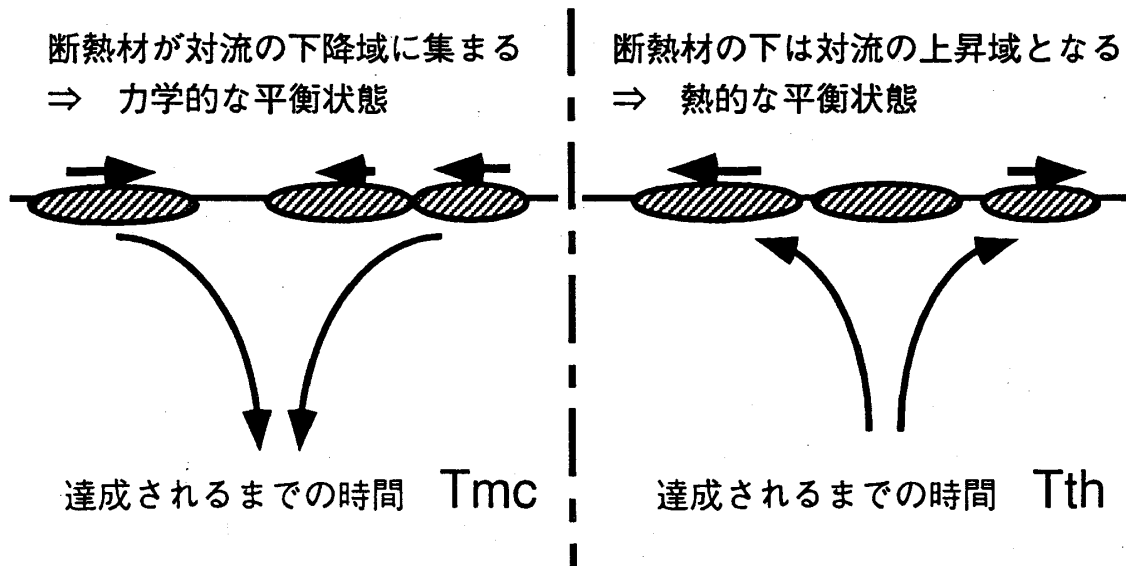 断熱材が対流の下降域に集まる
⇒ 力学的な平衡状態
達成されるまでの時間 Tmc
断熱材の下は対流の上昇域となる
⇒ 熱的な平衡状態
達成されるまでの時間 Tth